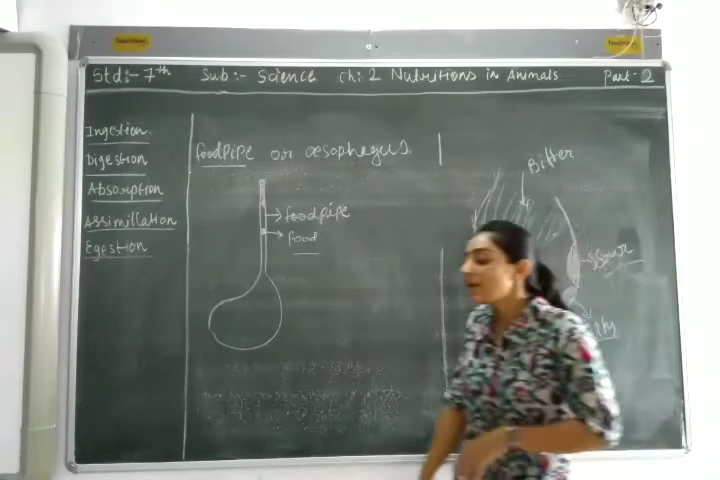 Std:- 7th Sub:- Science Ch: 2 Nutritions in Animals Part- 2
Ingestion.
Digestion
Absorption
Assimillation
Egestion
foodpipe or oesophagus
foodpipe
food
Bitter